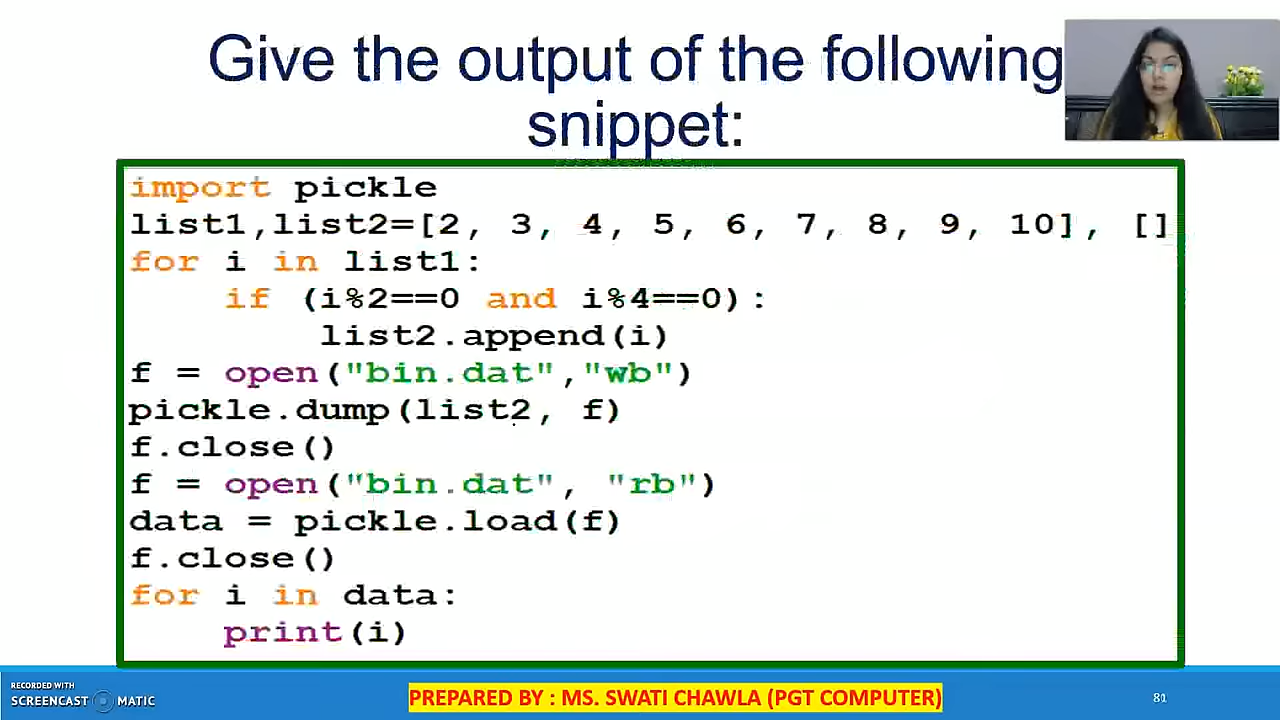 Give the output of the following
snippet:
import pickle
list1,list2=[2, 3, 4, 5, 6, 7, 8, 9, 10], []
for i in list1:
    if (i%2==0 and i%4==0):
        list2.append(i)
f = open("bin.dat","wb")
pickle.dump(list2, f)
f.close()
f = open("bin.dat", "rb")
data = pickle.load(f)
f.close()
for i in data:
    print(i)
RECORDED WITH
SCREENCAST MATIC
PREPARED BY : MS. SWATI CHAWLA (PGT COMPUTER)
81